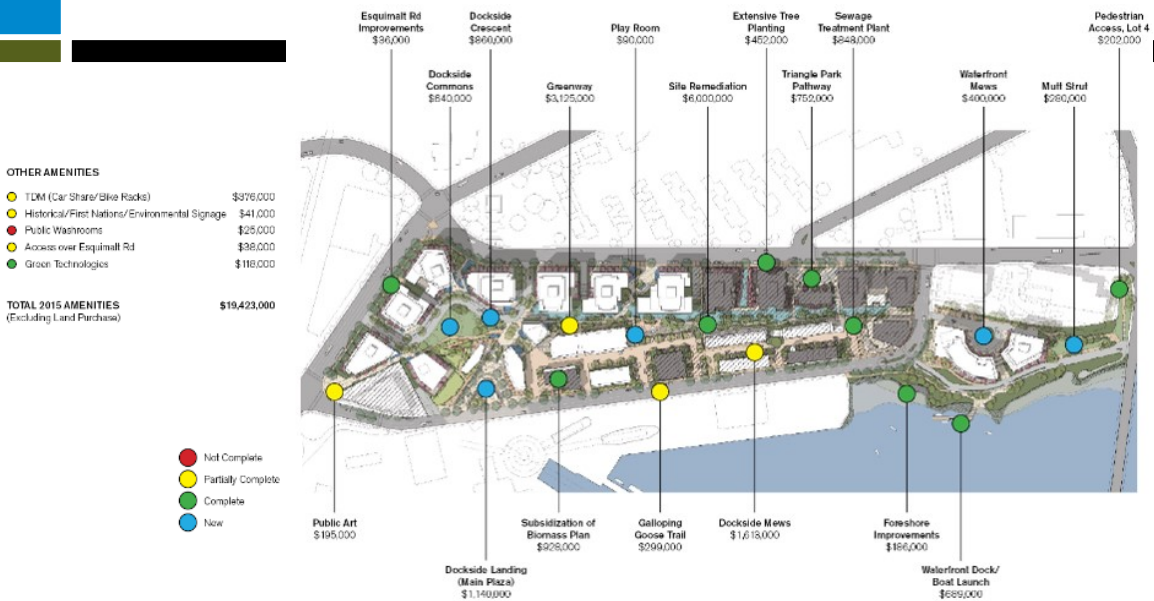 Esquimalt Rd
Improvements
$36,000
Dockside
Crescent
$860,000
Play Room
$90,000
Extensive Tree
Planting
$452,000
Sewage
Treatment Plant
$848,000
Pedestrian
Access, Lot 4
$202,000
Dockside
Commons
$640,000
Greenway
$3,125,000
Site Remediation
$6,000,000
Triangle Park
Pathway
$752,000
Waterfront
Mews
$400,000
Mutt Strut
$280,000
OTHER AMENITIES
TDM (Car Share/Bike Racks) $376,000
Historical/First Nations/Environmental Signage $41,000
Public Washrooms $25,000
Access over Esquimalt Rd $38,000
Green Technologies $118,000
TOTAL 2015 AMENITIES $19,423,000
(Excluding Land Purchase)
Not Complete
Partially Complete
Complete
New
Public Art
$195,000
Subsidization of
Biomass Plan
$928,000
Galloping
Goose Trail
$299,000
Dockside Mews
$1,613,000
Foreshore
Improvements
$186,000
Dockside Landing
(Main Plaza)
$1,140,000
Waterfront Dock/
Boat Launch
$689,000